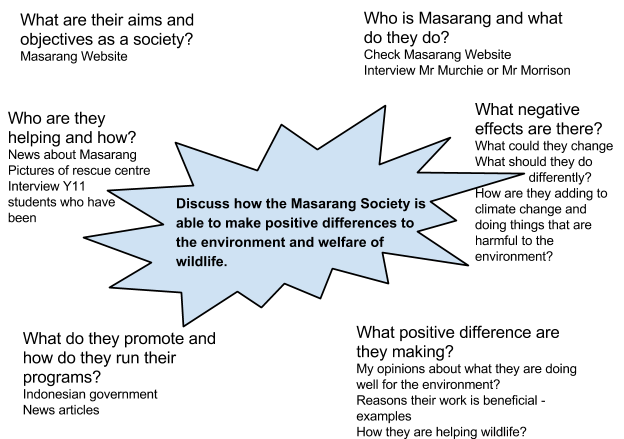 What are their aims and
objectives as a society?
Masarang Website
Who is Masarang and what
do they do?
Check Masarang Website
Interview Mr Murchie or Mr Morrison
Who are they
helping and how?
News about Masarang
Pictures of rescue centre
Interview Y11
students who have
been
What negative
effects are there?
What could they change
What should they do
differently?
How are they adding to
climate change and
doing things that are
harmful to the
environment?
Discuss how the Masarang Society is
able to make positive differences to
the environment and welfare of
wildlife.
What do they promote and
how do they run their
programs?
Indonesian government
News articles
What positive difference are
they making?
My opinions about what they are doing
well for the environment?
Reasons their work is beneficial -
examples
How they are helping wildlife?